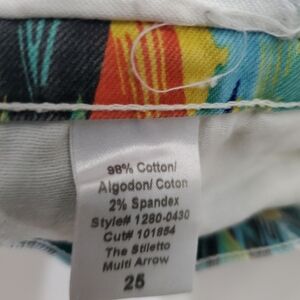 98% Cotton/
Algodon/ Coton
2% Spandex
Style# 1280-0430
Cut# 101854
The Stiletto
Multi Arrow
25